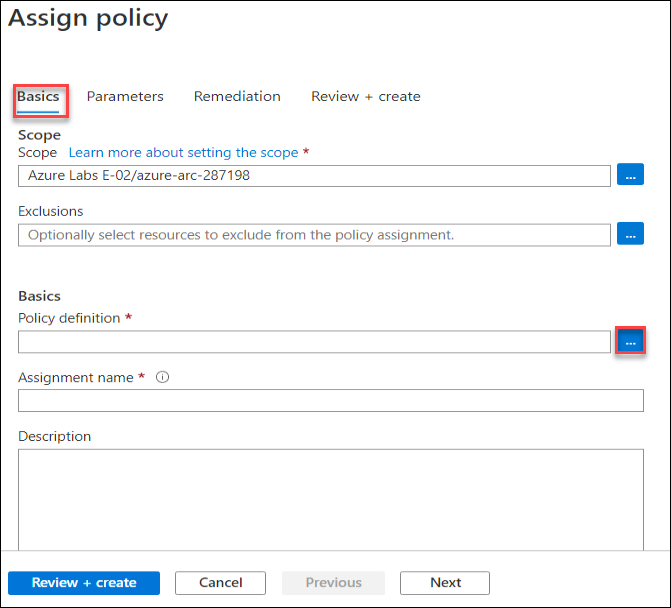 Assign policy
Basics Parameters Remediation Review + create
Scope
Scope Learn more about setting the scope *
Azure Labs E-02/azure-arc-287198 ...
Exclusions
Optionally select resources to exclude from the policy assignment. ...
Basics
Policy definition *
...
Assignment name *
Description
Review + create Cancel Previous Next